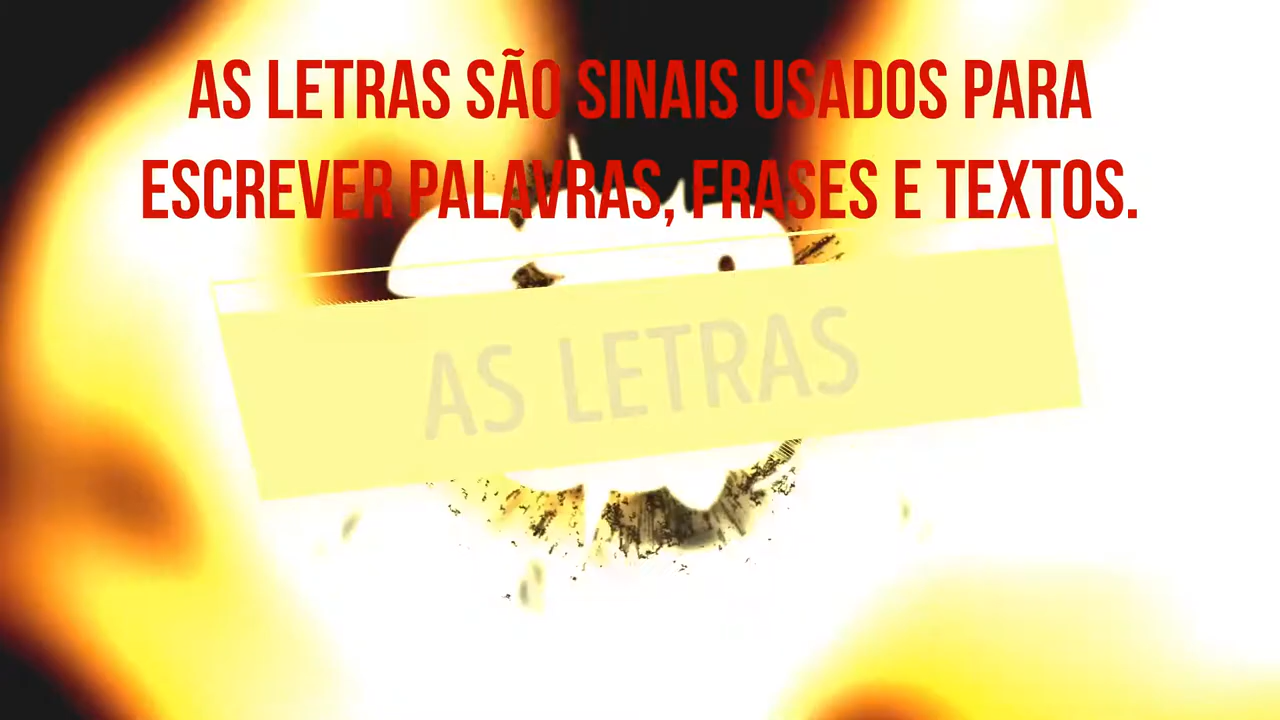 AS LETRAS SÃO SINAIS USADOS PARA
ESCREVER PALAVRAS, FRASES E TEXTOS.
AS LETRAS